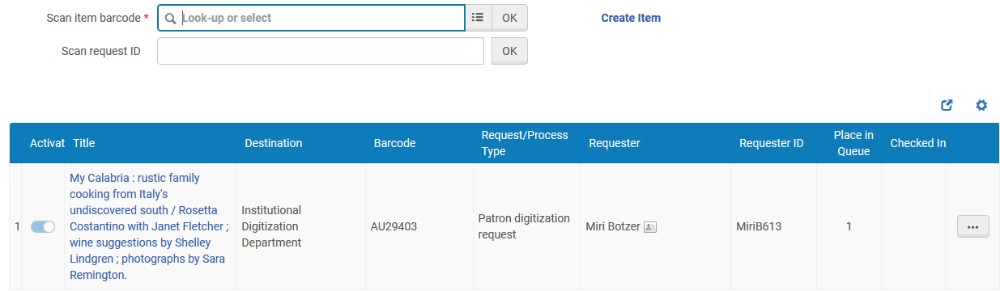 Scan item barcode * Look-up or select OK Create Item
Scan request ID OK
Activat Title Destination Barcode Request/Process Type Requester Requester ID Place in Queue Checked In
1
My Calabria : rustic family
cooking from Italy's
undiscovered south / Rosetta
Costantino with Janet Fletcher ;
wine suggestions by Shelley
Lindgren ; photographs by Sara
Remington.
Institutional
Digitization
Department
AU29403
Patron digitization
request
Miri Botzer
MiriB613
1
...